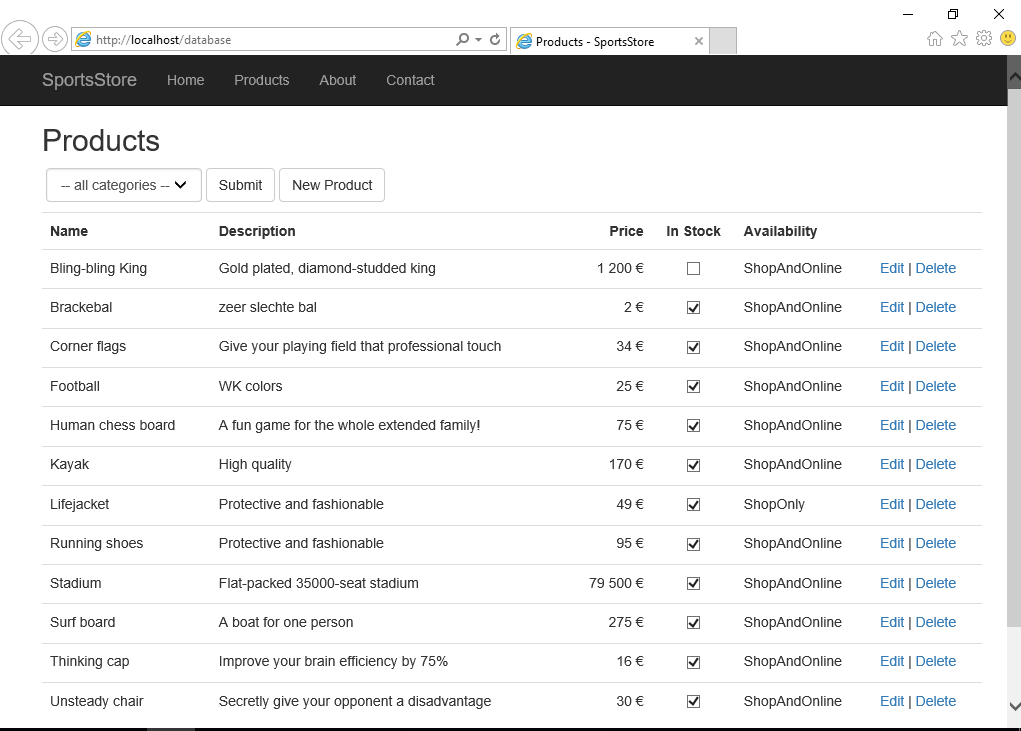 http://localhost/database
Products - SportsStore
SportsStore Home Products About Contact
Products
-- all categories -- Submit New Product
Name Description Price In Stock Availability
Bling-bling King Gold plated, diamond-studded king 1 200 € ShopAndOnline Edit | Delete
Brackebal zeer slechte bal 2 € ShopAndOnline Edit | Delete
Corner flags Give your playing field that professional touch 34 € ShopAndOnline Edit | Delete
Football WK colors 25 € ShopAndOnline Edit | Delete
Human chess board A fun game for the whole extended family! 75 € ShopAndOnline Edit | Delete
Kayak High quality 170 € ShopAndOnline Edit | Delete
Lifejacket Protective and fashionable 49 € ShopOnly Edit | Delete
Running shoes Protective and fashionable 95 € ShopAndOnline Edit | Delete
Stadium Flat-packed 35000-seat stadium 79 500 € ShopAndOnline Edit | Delete
Surf board A boat for one person 275 € ShopAndOnline Edit | Delete
Thinking cap Improve your brain efficiency by 75% 16 € ShopAndOnline Edit | Delete
Unsteady chair Secretly give your opponent a disadvantage 30 € ShopAndOnline Edit | Delete